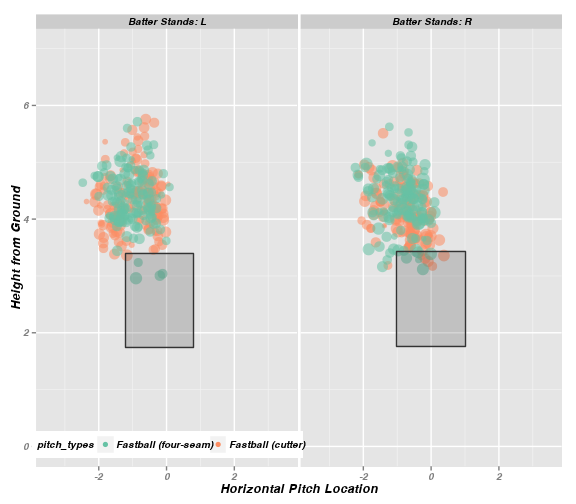 Batter Stands: L
Batter Stands: R
Height from Ground
6
4
2
0
pitch_types
Fastball (four-seam)
Fastball (cutter)
-2
0
2
-2
0
2
Horizontal Pitch Location